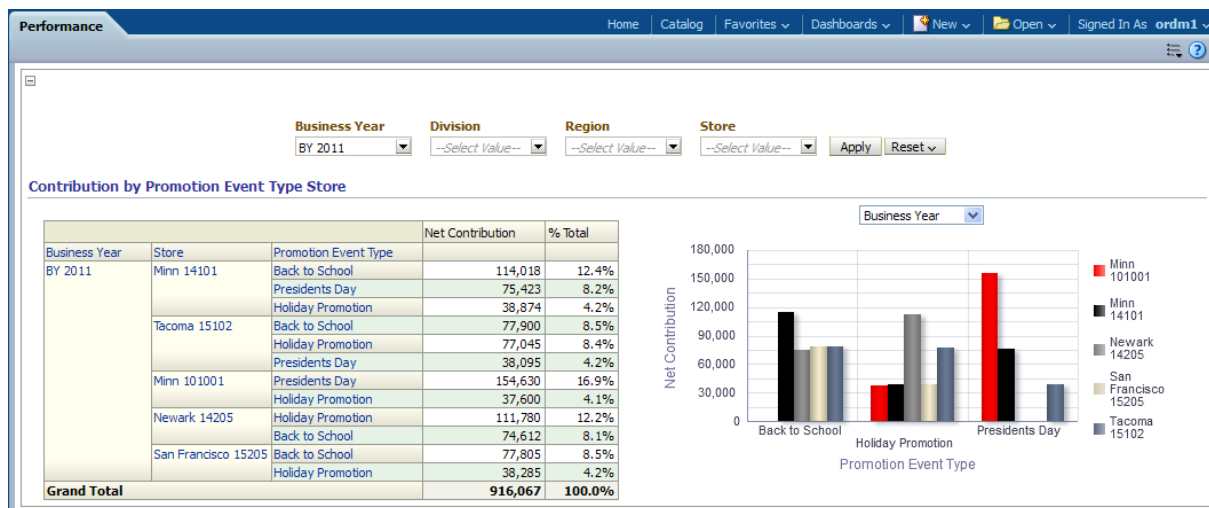 Performance
Home Catalog Favorites Dashboards New Open Signed In As ordm1
Business Year Division Region Store
BY 2011 --Select Value-- --Select Value-- --Select Value-- Apply Reset
Contribution by Promotion Event Type Store
Net Contribution % Total
Business Year Store Promotion Event Type
BY 2011 Minn 14101 Back to School 114,018 12.4%
Presidents Day 75,423 8.2%
Holiday Promotion 38,874 4.2%
Tacoma 15102 Back to School 77,900 8.5%
Holiday Promotion 77,045 8.4%
Presidents Day 38,095 4.2%
Minn 101001 Presidents Day 154,630 16.9%
Holiday Promotion 37,600 4.1%
Newark 14205 Holiday Promotion 111,780 12.2%
Back to School 74,612 8.1%
San Francisco 15205 Back to School 77,805 8.5%
Holiday Promotion 38,285 4.2%
Grand Total 916,067 100.0%
Business Year
Net Contribution
180,000
150,000
120,000
90,000
60,000
30,000
0
Back to School Holiday Promotion Presidents Day
Promotion Event Type
Minn
101001
Minn
14101
Newark
14205
San
Francisco
15205
Tacoma
15102